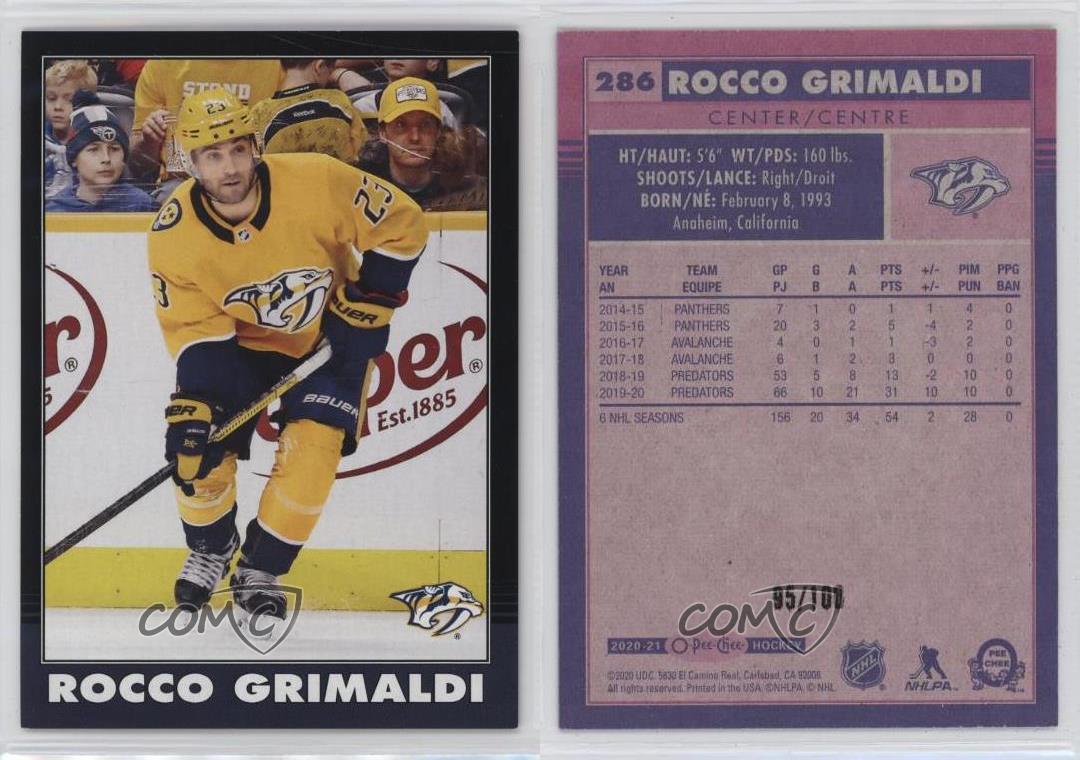 STAND
Reebok
23
23
23
BAUER
BAUER
per
®
®
Est.1885
®
COMC
ROCCO GRIMALDI
286 ROCCO GRIMALDI
CENTER/CENTRE
HT/HAUT: 5'6" WT/PDS: 160 lbs.
SHOOTS/LANCE: Right/Droit
BORN/NÉ: February 8, 1993
Anaheim, California
YEAR TEAM GP G A PTS +/- PIM PPG
AN EQUIPE PJ B A PTS +/- PUN BAN
2014-15 PANTHERS 7 1 0 1 1 4 0
2015-16 PANTHERS 20 3 2 5 -4 2 0
2016-17 AVALANCHE 4 0 1 1 -3 2 0
2017-18 AVALANCHE 6 1 2 3 0 0 0
2018-19 PREDATORS 53 5 8 13 -2 10 0
2019-20 PREDATORS 66 10 21 31 10 10 0
6 NHL SEASONS 156 20 34 54 2 28 0
95/100
COMC
2020-21 O-Pee-Chee HOCKEY
NHL
NHLPA
PEE CHEE
©2020 UDC. 5830 El Camino Real, Carlsbad, CA 92008.
All rights reserved. Printed in the USA. ©NHLPA. © NHL.